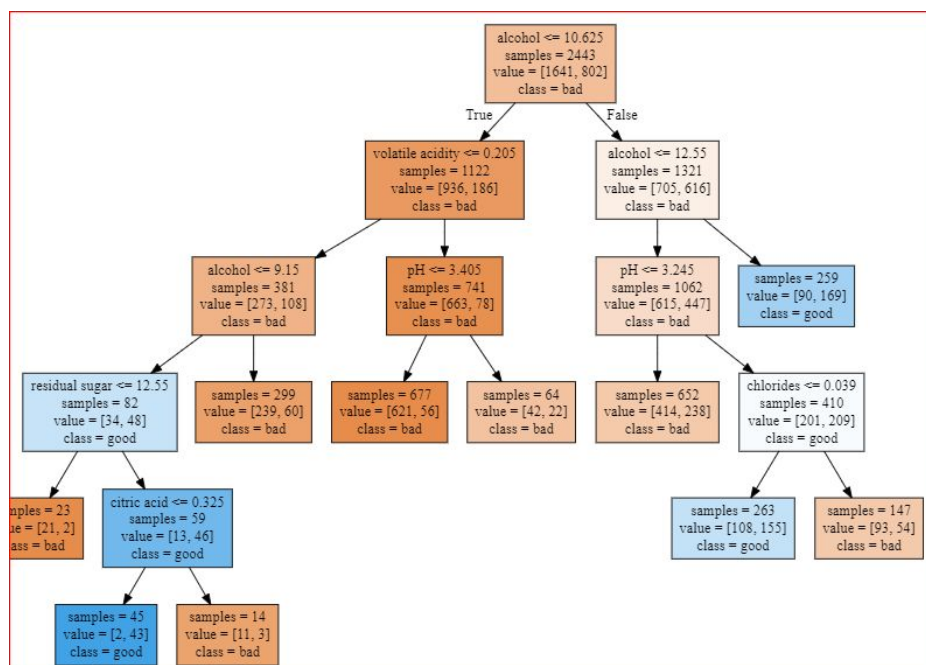 alcohol <= 10.625
samples = 2443
value = [1641, 802]
class = bad
True
False
volatile acidity <= 0.205
samples = 1122
value = [936, 186]
class = bad
alcohol <= 12.55
samples = 1321
value = [705, 616]
class = bad
alcohol <= 9.15
samples = 381
value = [273, 108]
class = bad
pH <= 3.405
samples = 741
value = [663, 78]
class = bad
pH <= 3.245
samples = 1062
value = [615, 447]
class = bad
samples = 259
value = [90, 169]
class = good
residual sugar <= 12.55
samples = 82
value = [34, 48]
class = good
samples = 299
value = [239, 60]
class = bad
samples = 677
value = [621, 56]
class = bad
samples = 64
value = [42, 22]
class = bad
samples = 652
value = [414, 238]
class = bad
chlorides <= 0.039
samples = 410
value = [201, 209]
class = good
mples = 23
ue = [21, 2]
ass = bad
citric acid <= 0.325
samples = 59
value = [13, 46]
class = good
samples = 263
value = [108, 155]
class = good
samples = 147
value = [93, 54]
class = bad
samples = 45
value = [2, 43]
class = good
samples = 14
value = [11, 3]
class = bad